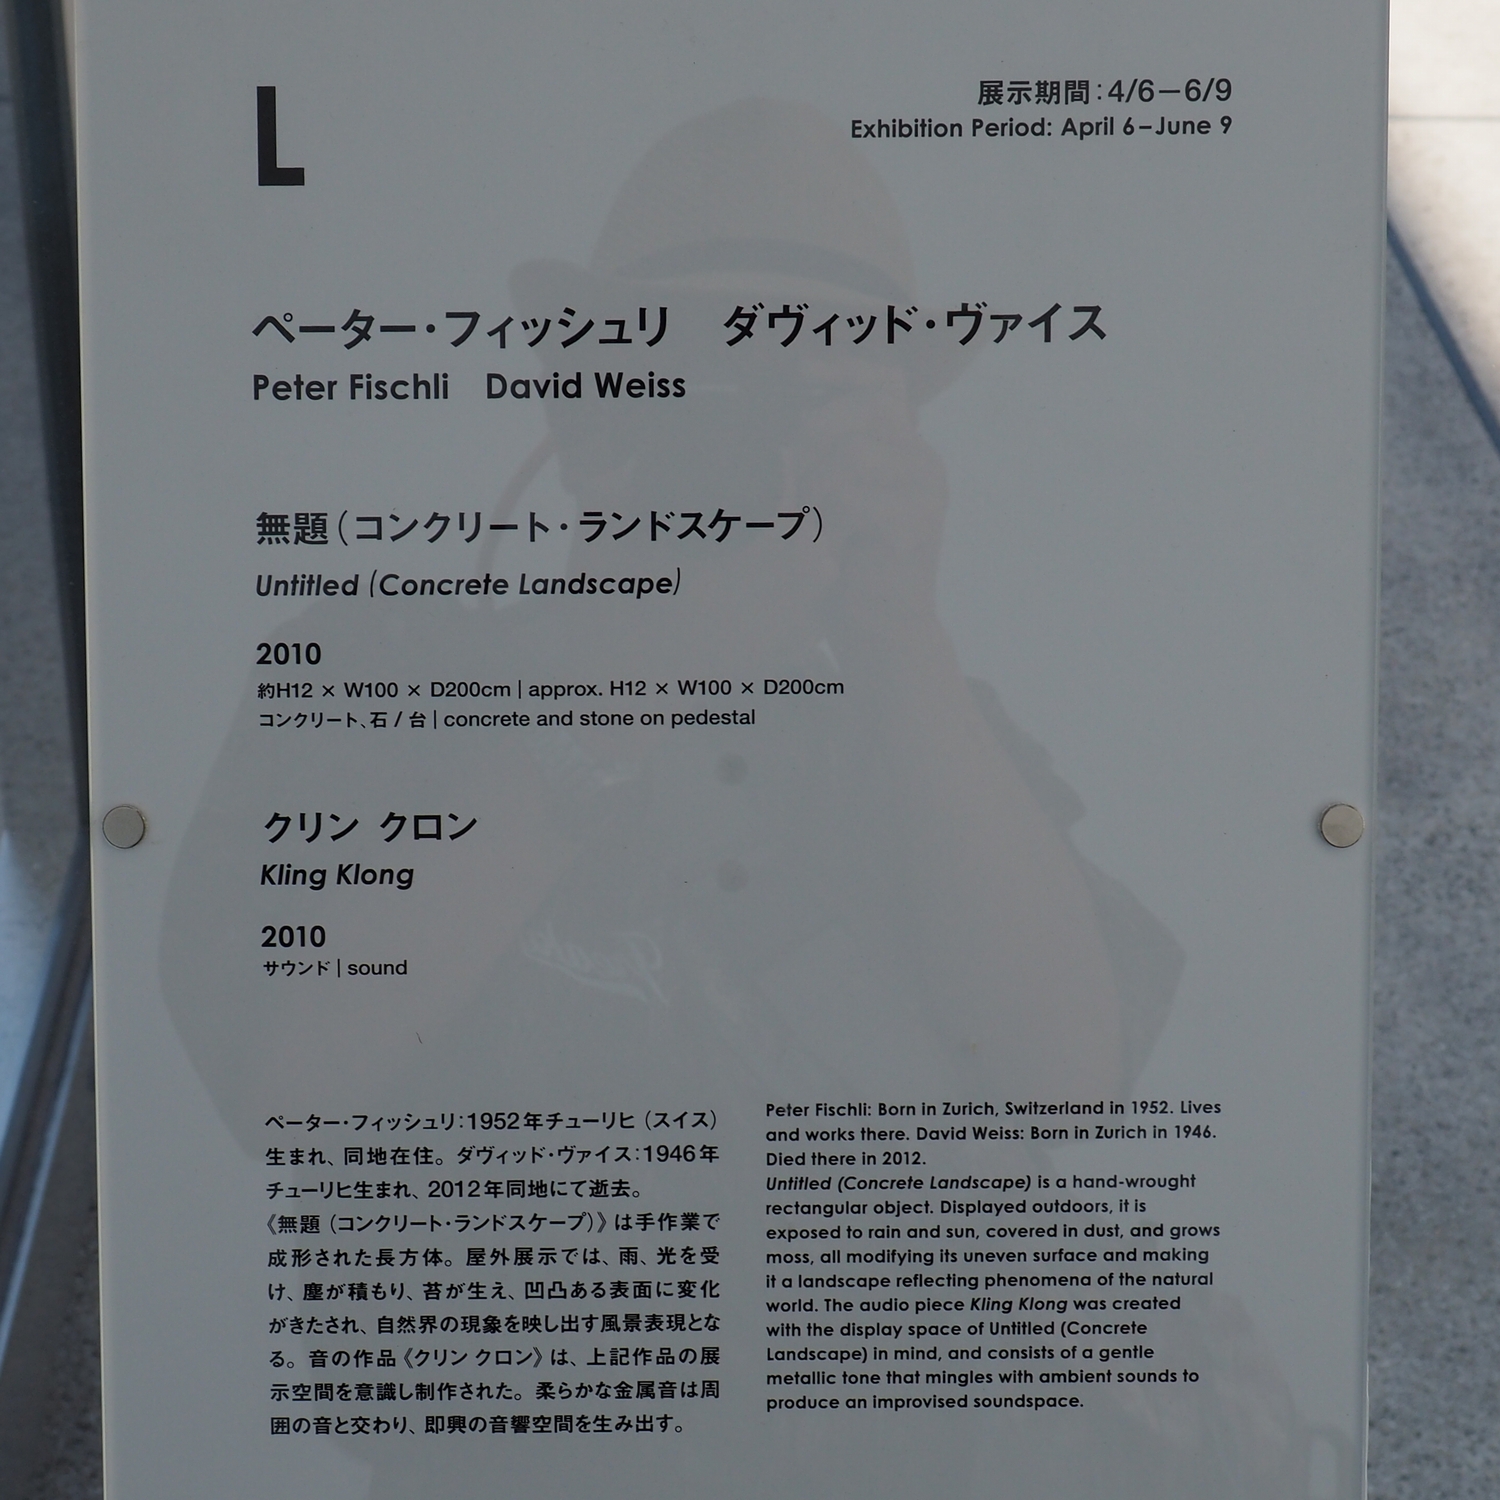 L
展示期間：4/6－6/9
Exhibition Period: April 6–June 9
ペーター・フィッシュリ　ダヴィッド・ヴァイス
Peter Fischli　David Weiss
無題（コンクリート・ランドスケープ）
Untitled (Concrete Landscape)
2010
約H12 × W100 × D200cm | approx. H12 × W100 × D200cm
コンクリート、石 / 台 | concrete and stone on pedestal
クリン クロン
Kling Klong
2010
サウンド | sound
ペーター・フィッシュリ：1952年チューリヒ（スイス）
生まれ、同地在住。ダヴィッド・ヴァイス：1946年
チューリヒ生まれ、2012年同地にて逝去。
《無題（コンクリート・ランドスケープ）》は手作業で
成形された長方体。屋外展示では、雨、光を受
け、塵が積もり、苔が生え、凹凸ある表面に変化
がきたされ、自然界の現象を映し出す風景表現とな
る。音の作品《クリン クロン》は、上記作品の展
示空間を意識し制作された。柔らかな金属音は周
囲の音と交わり、即興の音響空間を生み出す。
Peter Fischli: Born in Zurich, Switzerland in 1952. Lives
and works there. David Weiss: Born in Zurich in 1946.
Died there in 2012.
Untitled (Concrete Landscape) is a hand-wrought
rectangular object. Displayed outdoors, it is
exposed to rain and sun, covered in dust, and grows
moss, all modifying its uneven surface and making
it a landscape reflecting phenomena of the natural
world. The audio piece Kling Klong was created
with the display space of Untitled (Concrete
Landscape) in mind, and consists of a gentle
metallic tone that mingles with ambient sounds to
produce an improvised soundspace.